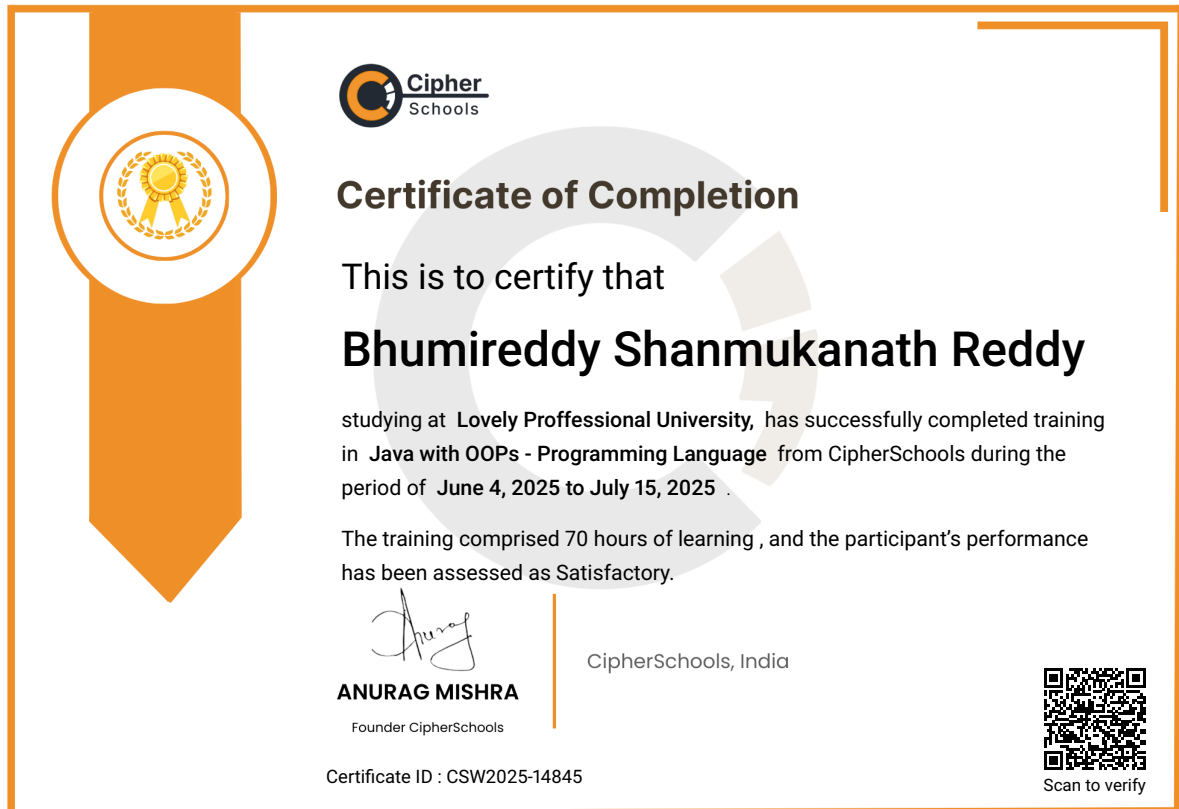 Cipher
Schools
Certificate of Completion
This is to certify that
Bhumireddy Shanmukanath Reddy
studying at Lovely Proffessional University, has successfully completed training
in Java with OOPs - Programming Language from CipherSchools during the
period of June 4, 2025 to July 15, 2025 .
The training comprised 70 hours of learning , and the participant’s performance
has been assessed as Satisfactory.
Anurag
ANURAG MISHRA
Founder CipherSchools
CipherSchools, India
Certificate ID : CSW2025-14845
Scan to verify